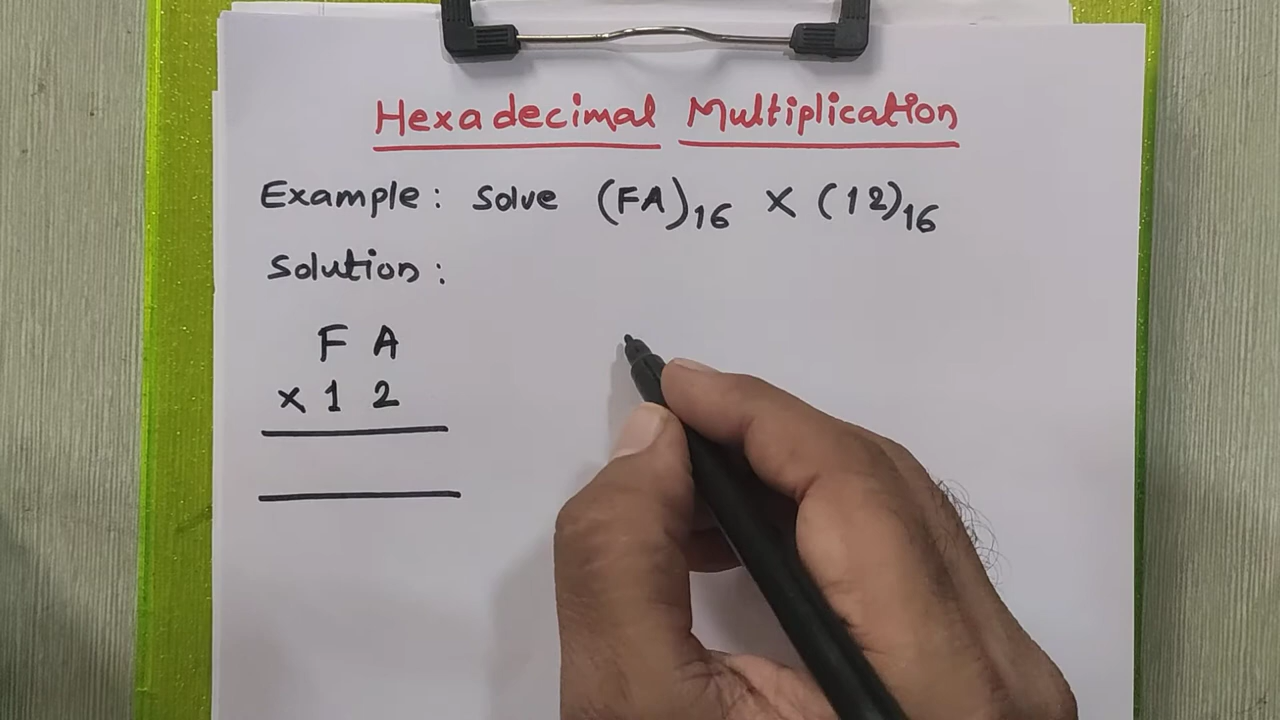 Hexadecimal Multiplication
Example: Solve (FA)₁₆ × (12)₁₆
Solution:
F A
× 1 2